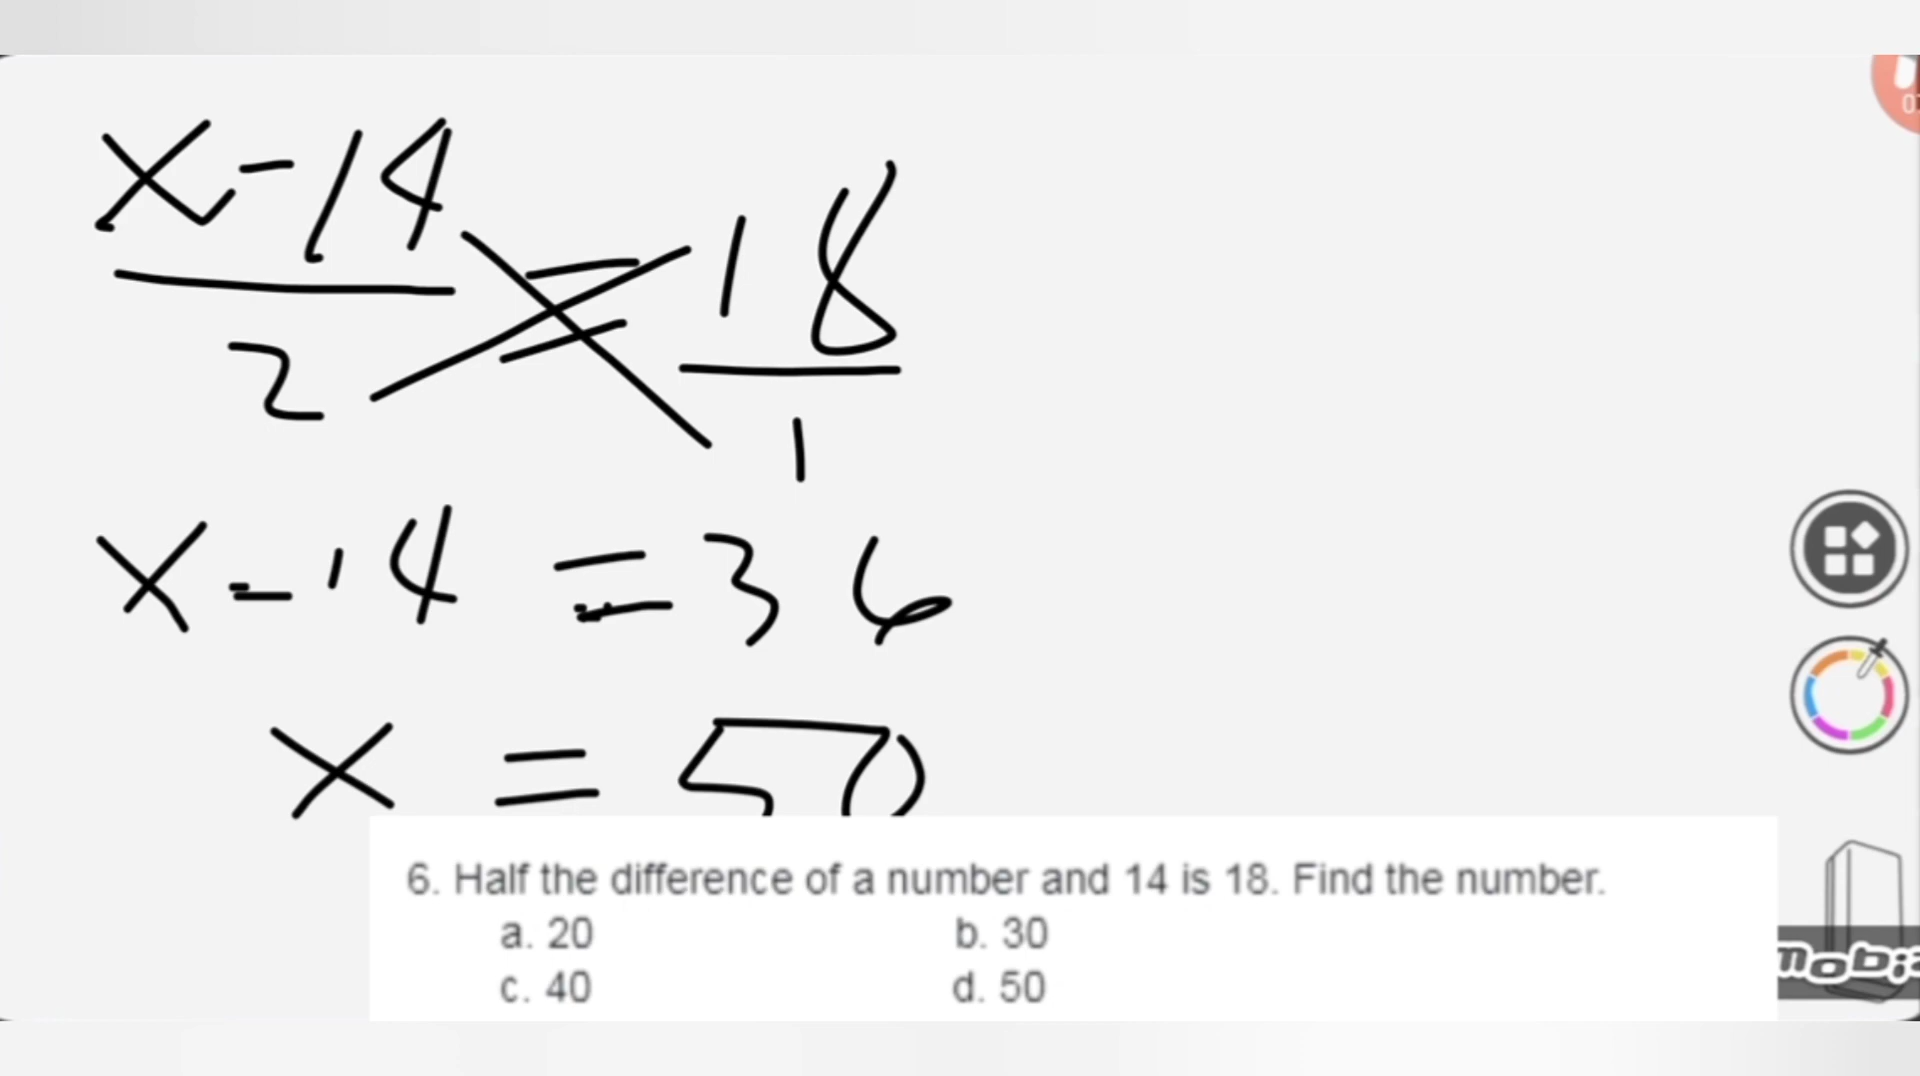 x-14 = 18
2 1
x-14 = 36
x = 50
6. Half the difference of a number and 14 is 18. Find the number.
a. 20 b. 30
c. 40 d. 50